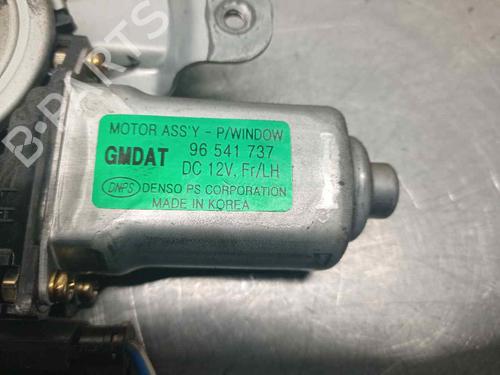 B-PARTS
MOTOR ASS'Y - P/WINDOW
GMDAT 96 541 737
DC 12V, Fr/LH
DNPS DENSO PS CORPORATION
MADE IN KOREA